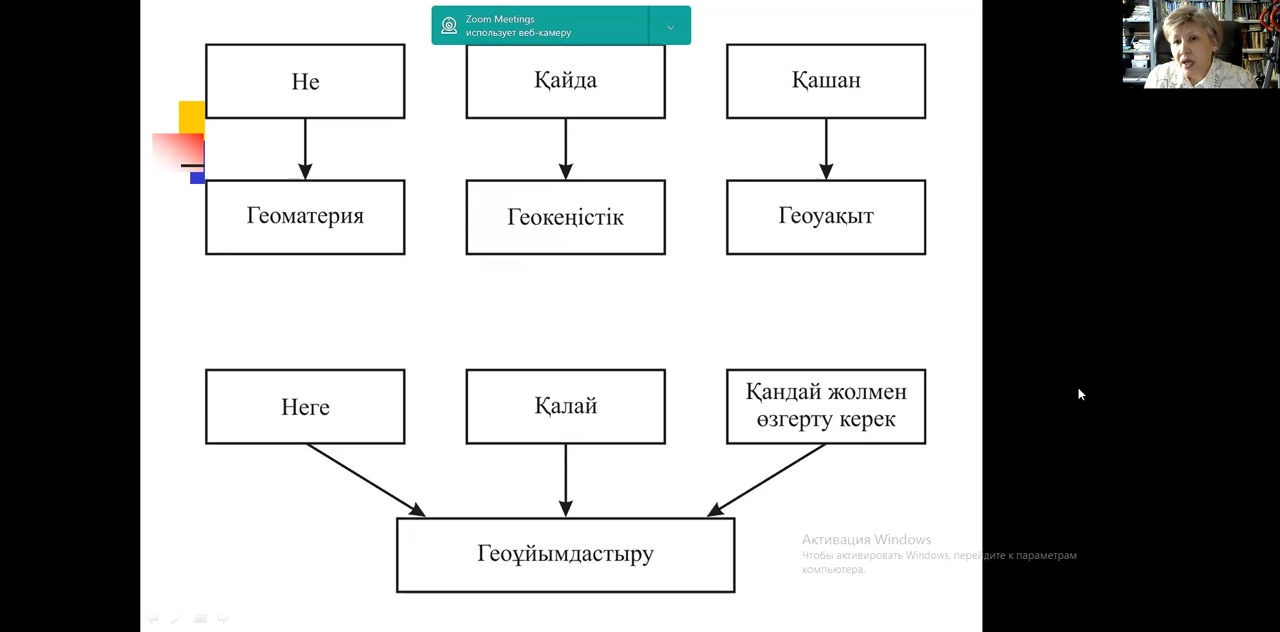 Zoom Meetings
использует веб-камеру
Не
Қайда
Қашан
Геоматерия
Геокеңістік
Геоуақыт
Неге
Қалай
Қандай жолмен
өзгерту керек
Геоұйымдастыру
Активация Windows
Чтобы активировать Windows, перейдите к параметрам
компьютера.